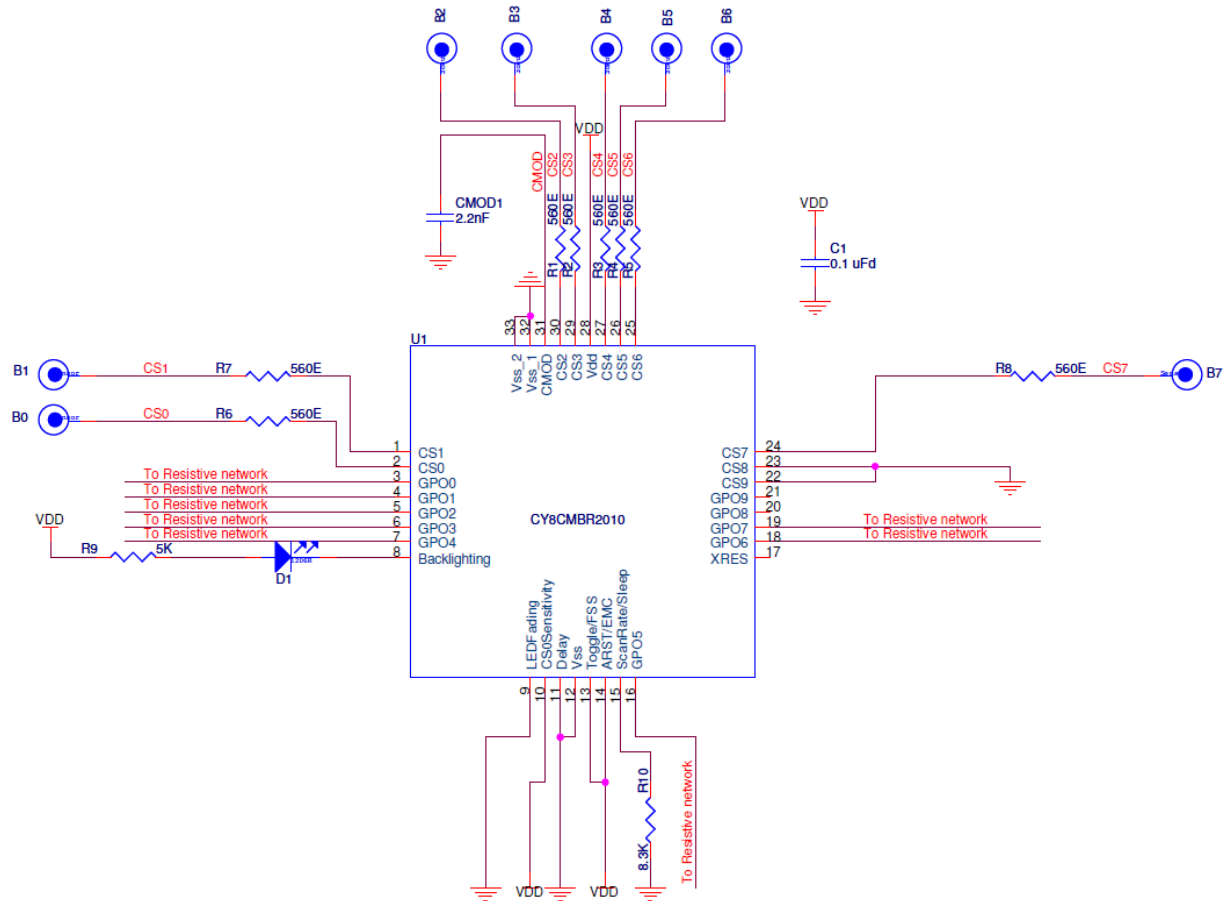 B2
B3
B4
B5
B6
VDD
CMOD
CS2
CS3
CS4
CS5
CS6
CMOD1
2.2nF
560E
560E
560E
560E
560E
R1
R2
R3
R4
R5
VDD
C1
0.1 uFd
33
32
31
30
29
28
27
26
25
U1
Vss_2
Vss_1
CMOD
CS2
CS3
Vdd
CS4
CS5
CS6
B1
CS1
R7
560E
B0
CS0
R6
560E
R8
560E
CS7
B7
1
CS1
2
CS0
To Resistive network
3
GPO0
To Resistive network
4
GPO1
To Resistive network
5
GPO2
To Resistive network
6
GPO3
To Resistive network
7
GPO4
8
Backlighting
VDD
R9
5K
D1
CY8CMBR2010
CS7
24
CS8
23
CS9
22
GPO9
21
GPO8
20
GPO7
19
To Resistive network
GPO6
18
To Resistive network
XRES
17
LEDFading
CS0Sensitivity
Delay
Vss
Toggle/FSS
ARST/EMC
ScanRate/Sleep
GPO5
9
10
11
12
13
14
15
16
R10
8.3K
To Resistive network
VDD
VDD